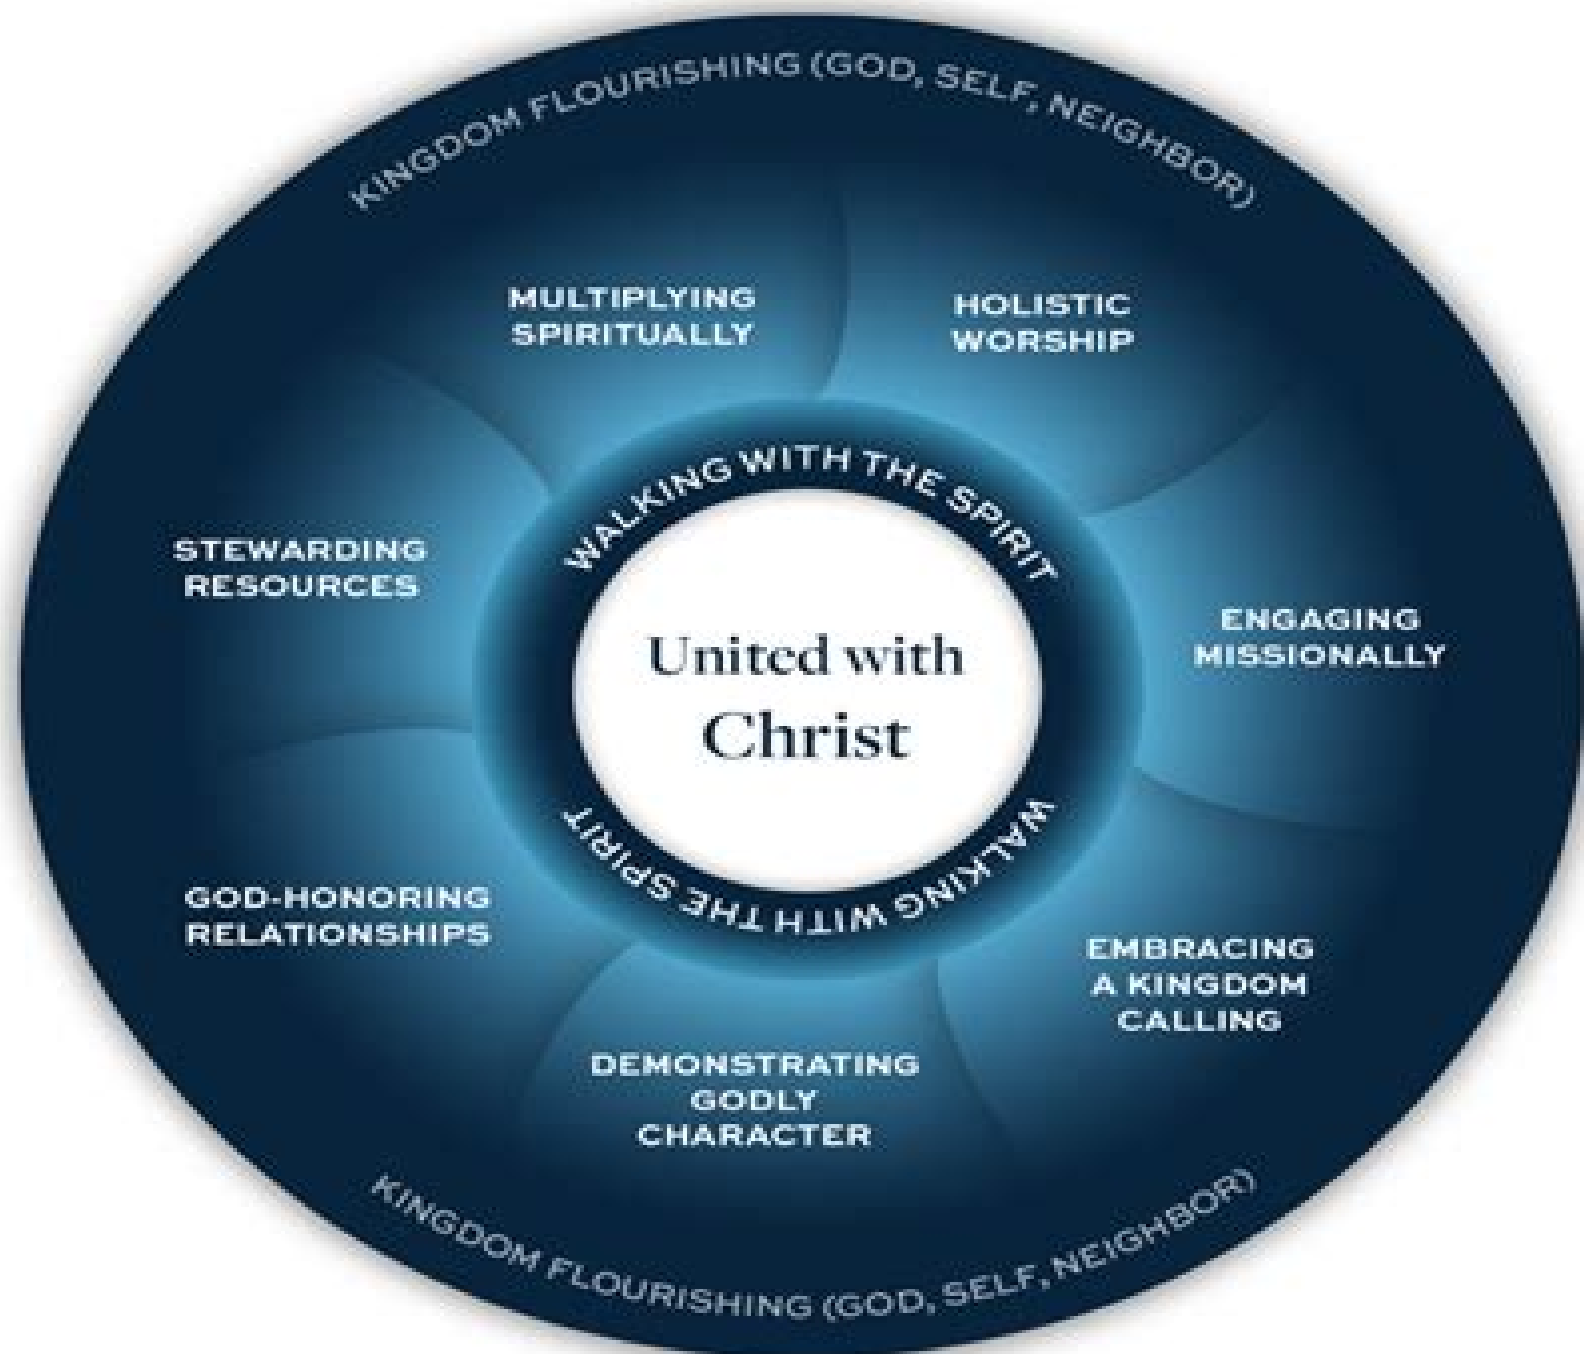 KINGDOM FLOURISHING (GOD, SELF, NEIGHBOR)
MULTIPLYING
SPIRITUALLY
HOLISTIC
WORSHIP
WALKING WITH THE SPIRIT
STEWARDING
RESOURCES
ENGAGING
MISSIONALLY
United with
Christ
WALKING WITH THE SPIRIT
GOD-HONORING
RELATIONSHIPS
EMBRACING
A KINGDOM
CALLING
DEMONSTRATING
GODLY
CHARACTER
KINGDOM FLOURISHING (GOD, SELF, NEIGHBOR)